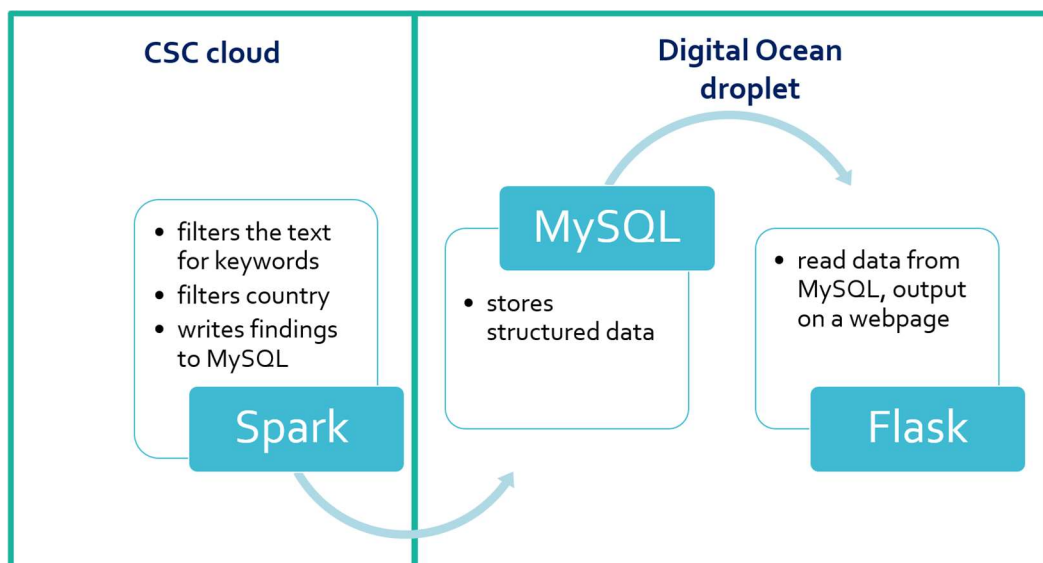 CSC cloud
• filters the text
for keywords
• filters country
• writes findings
to MySQL
Spark
Digital Ocean
droplet
MySQL
• stores
structured data
• read data from
MySQL, output
on a webpage
Flask